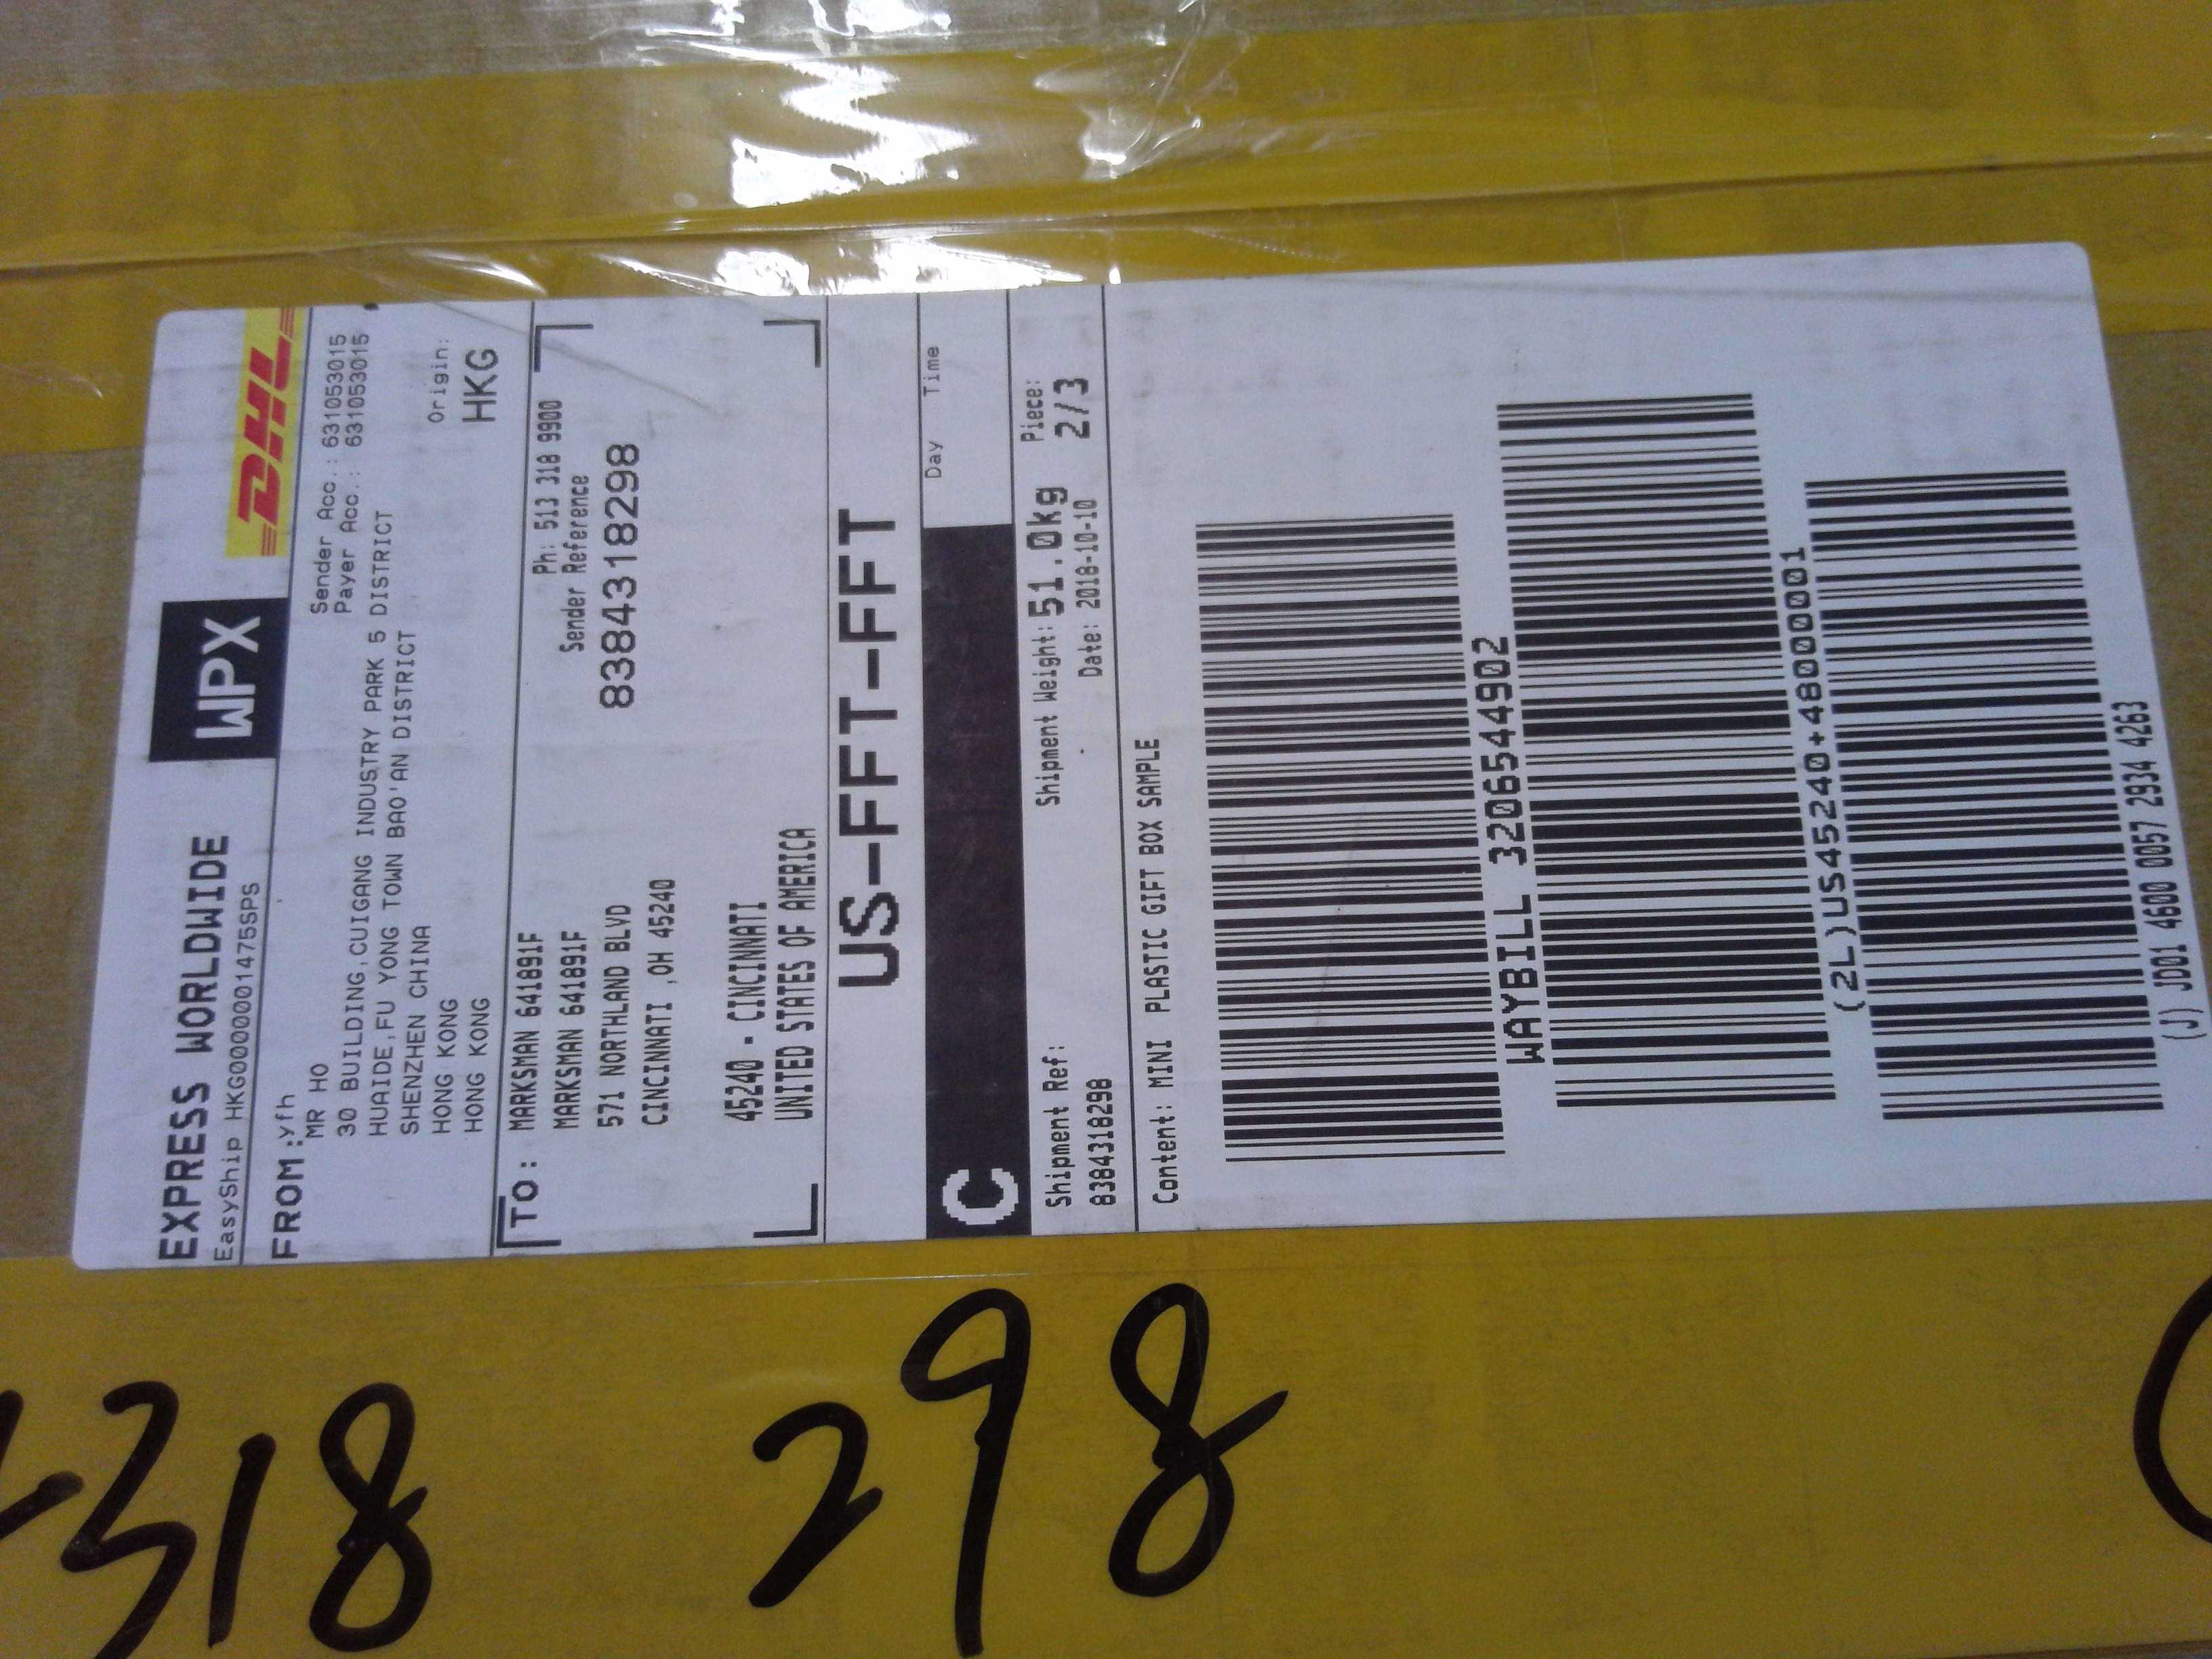 EXPRESS WORLDWIDE
WPX
DHL
EasyShip HKG00000001475SPS
FROM:yfh
MR HO
Sender Acc.: 631053015
Payer Acc.: 631053015
30 BUILDING,CUIGANG INDUSTRY PARK 5 DISTRICT
HUAIDE,FU YONG TOWN BAO'AN DISTRICT
SHENZHEN CHINA
HONG KONG
HONG KONG
Origin:
HKG
TO: MARKSMAN 641891F
Ph: 513 318 9900
MARKSMAN 641891F
Sender Reference
8384318298
571 NORTHLAND BLVD
CINCINNATI ,OH 45240
45240 - CINCINNATI
UNITED STATES OF AMERICA
US-FFT-FFT
C
Day Time
Shipment Ref:
8384318298
Shipment Weight: 51.0kg
Piece:
2/3
Date: 2018-10-10
Content: MINI PLASTIC GIFT BOX SAMPLE
WAYBILL 3206544902
(2L)US45240+48000001
(J) JD01 4600 0057 2934 4263
318 298